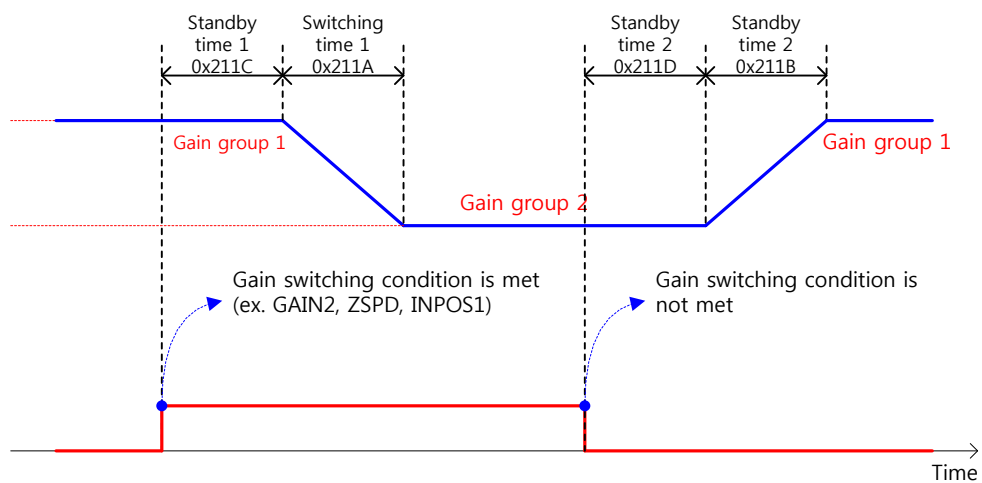 Standby
time 1
0x211C
Switching
time 1
0x211A
Standby
time 2
0x211D
Standby
time 2
0x211B
Gain group 1
Gain group 2
Gain group 1
Gain switching condition is met
(ex. GAIN2, ZSPD, INPOS1)
Gain switching condition is
not met
Time